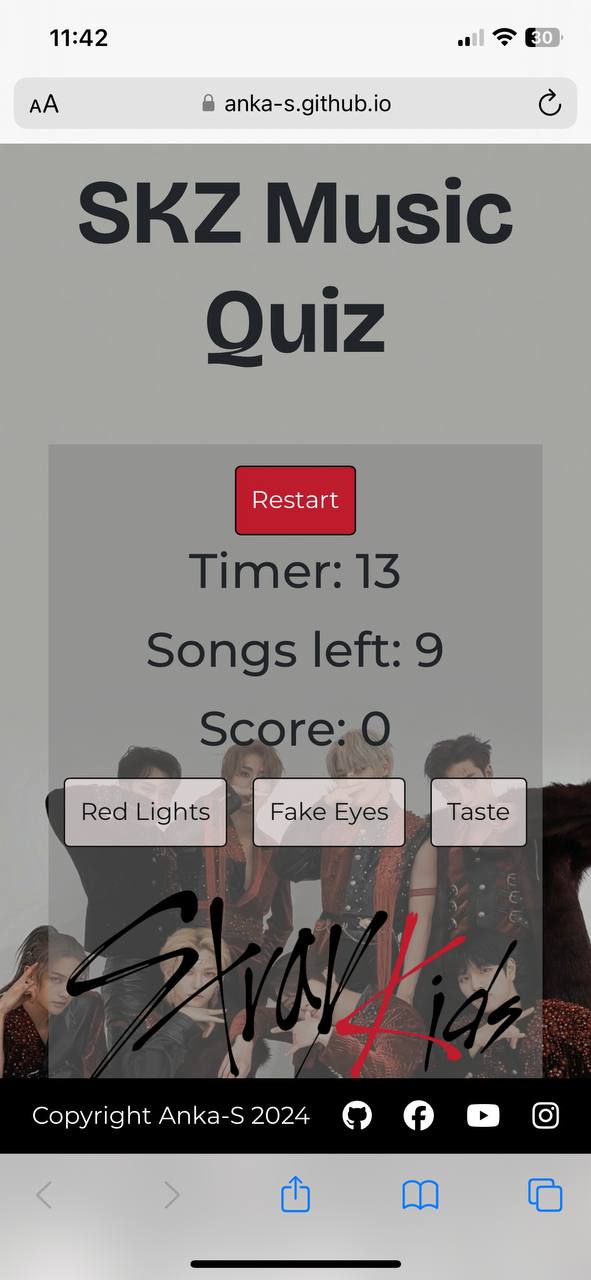 11:42
30
AA
anka-s.github.io
SKZ Music
Quiz
Restart
Timer: 13
Songs left: 9
Score: 0
Red Lights Fake Eyes Taste
Stray Kids
Copyright Anka-S 2024